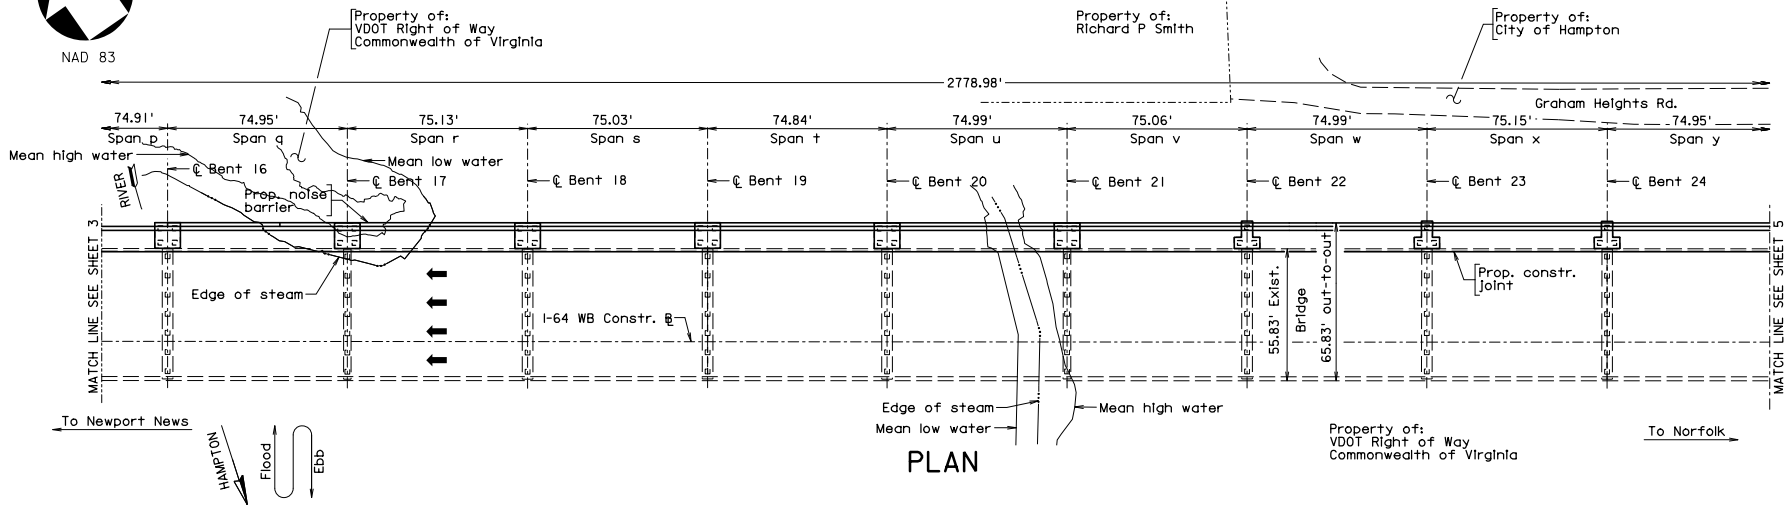 NAD 83
Property of:
VDOT Right of Way
Commonwealth of Virginia
Property of:
Richard P Smith
Property of:
City of Hampton
2778.98'
Graham Heights Rd.
74.91' 74.95' 75.13' 75.03' 74.84' 74.99' 75.06' 74.99' 75.15' 74.95'
Span p Span q Span r Span s Span t Span u Span v Span w Span x Span y
Mean high water
Mean low water
RIVER
℄ Bent 16 ℄ Bent 17 ℄ Bent 18 ℄ Bent 19 ℄ Bent 20 ℄ Bent 21 ℄ Bent 22 ℄ Bent 23 ℄ Bent 24
Prop. noise
barrier
MATCH LINE SEE SHEET 3
Edge of steam
I-64 WB Constr. BL
55.83' Exist.
Bridge
65.83' out-to-out
Prop. constr.
joint
MATCH LINE SEE SHEET 5
Edge of steam
Mean high water
Mean low water
To Newport News
HAMPTON
Flood
Ebb
PLAN
Property of:
VDOT Right of Way
Commonwealth of Virginia
To Norfolk